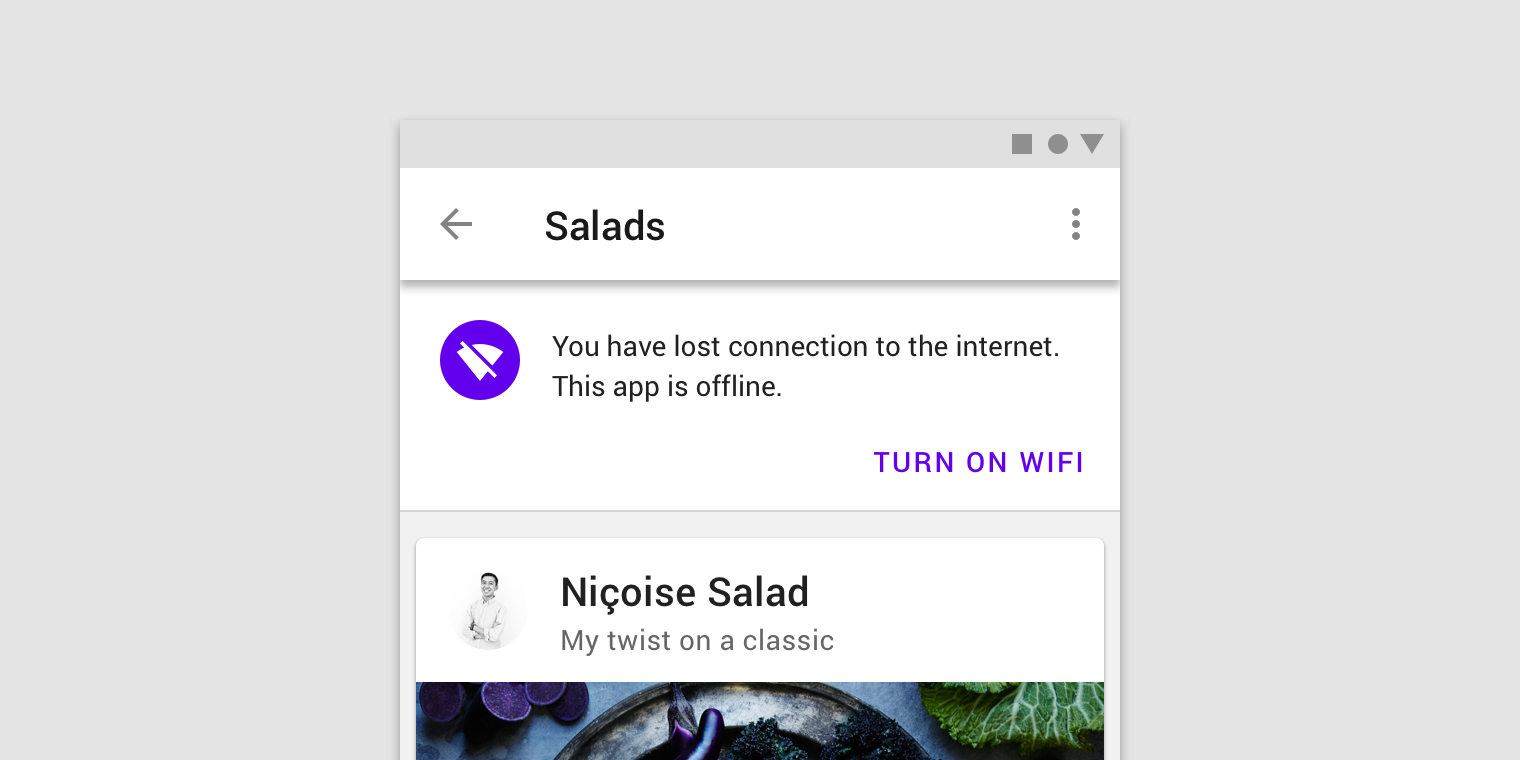 Salads
You have lost connection to the internet.
This app is offline.
TURN ON WIFI
Niçoise Salad
My twist on a classic